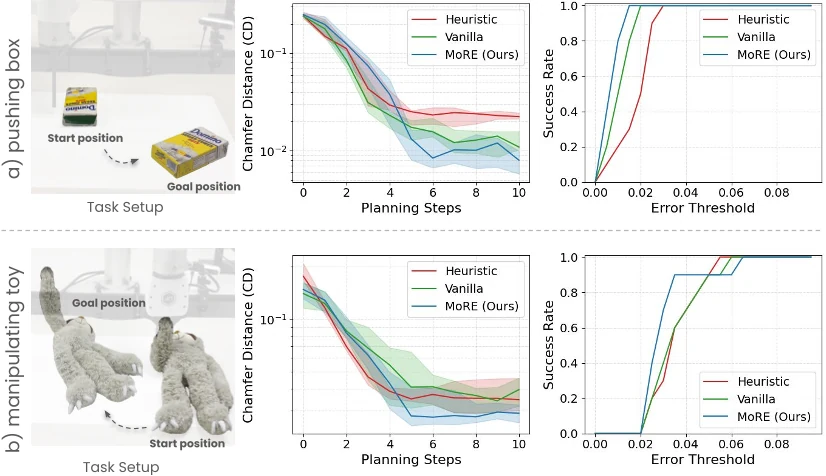 a) pushing box
Start position
Goal position
Task Setup
Chamfer Distance (CD)
10⁻¹
10⁻²
0 2 4 6 8 10
Planning Steps
Heuristic
Vanilla
MoRE (Ours)
Success Rate
1.0
0.8
0.6
0.4
0.2
0.0
0.00 0.02 0.04 0.06 0.08
Error Threshold
Heuristic
Vanilla
MoRE (Ours)
b) manipulating toy
Goal position
Start position
Task Setup
Chamfer Distance (CD)
10⁻¹
0 2 4 6 8 10
Planning Steps
Heuristic
Vanilla
MoRE (Ours)
Success Rate
1.0
0.8
0.6
0.4
0.2
0.0
0.00 0.02 0.04 0.06 0.08
Error Threshold
Heuristic
Vanilla
MoRE (Ours)